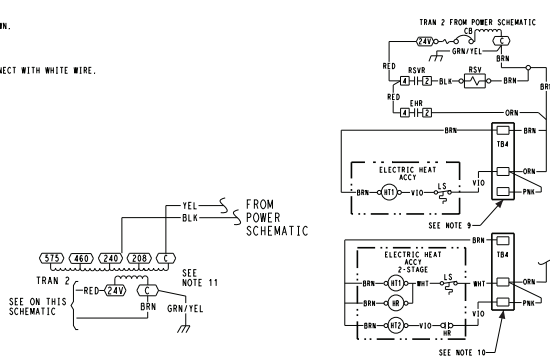 WN.
NECT WITH WHITE WIRE.
TRAN 2 FROM POWER SCHEMATIC
CB
24V
C
GRN/YEL
BRN
RED
RSVR
RSV
4 2 BLK BRN
BRN
RED
EHR
4 2 ORN
BRN
BRN
TB4
ELECTRIC HEAT
ACCY
ORN
BRN HT1 VIO LS
VIO
PNK
SEE NOTE 9
YEL
BLK
FROM
POWER
SCHEMATIC
575 460 240 208 C
TRAN 2
SEE
NOTE 11
RED 24V C
SEE ON THIS
SCHEMATIC
BRN
GRN/YEL
BRN
TB4
ELECTRIC HEAT
ACCY
2-STAGE
BRN HT1 WHT LS WHT
ORN
BRN HR
PNK
VIO
BRN HT2 VIO HR
SEE NOTE 10